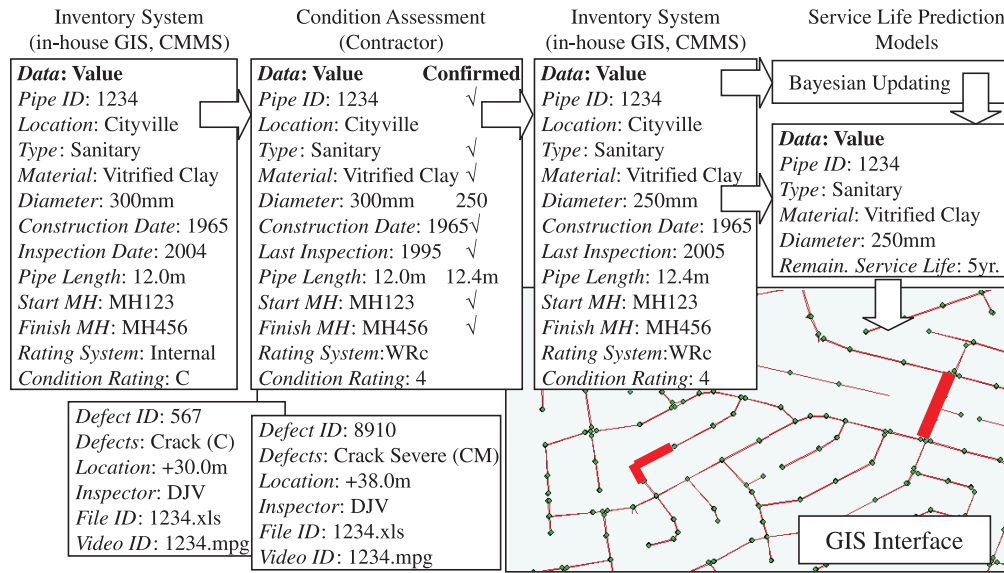 Inventory System
(in-house GIS, CMMS)
Data: Value
Pipe ID: 1234
Location: Cityville
Type: Sanitary
Material: Vitrified Clay
Diameter: 300mm
Construction Date: 1965
Inspection Date: 2004
Pipe Length: 12.0m
Start MH: MH123
Finish MH: MH456
Rating System: Internal
Condition Rating: C
Defect ID: 567
Defects: Crack (C)
Location: +30.0m
Inspector: DJV
File ID: 1234.xls
Video ID: 1234.mpg
Condition Assessment
(Contractor)
Data: Value Confirmed
Pipe ID: 1234 √
Location: Cityville
Type: Sanitary √
Material: Vitrified Clay √
Diameter: 300mm 250
Construction Date: 1965√
Last Inspection: 1995 √
Pipe Length: 12.0m 12.4m
Start MH: MH123 √
Finish MH: MH456 √
Rating System:WRc
Condition Rating: 4
Defect ID: 8910
Defects: Crack Severe (CM)
Location: +38.0m
Inspector: DJV
File ID: 1234.xls
Video ID: 1234.mpg
Inventory System
(in-house GIS, CMMS)
Data: Value
Pipe ID: 1234
Location: Cityville
Type: Sanitary
Material: Vitrified Clay
Diameter: 250mm
Construction Date: 1965
Last Inspection: 2005
Pipe Length: 12.4m
Start MH: MH123
Finish MH: MH456
Rating System:WRc
Condition Rating: 4
Service Life Prediction
Models
Bayesian Updating
Data: Value
Pipe ID: 1234
Type: Sanitary
Material: Vitrified Clay
Diameter: 250mm
Remain. Service Life: 5yr.
GIS Interface